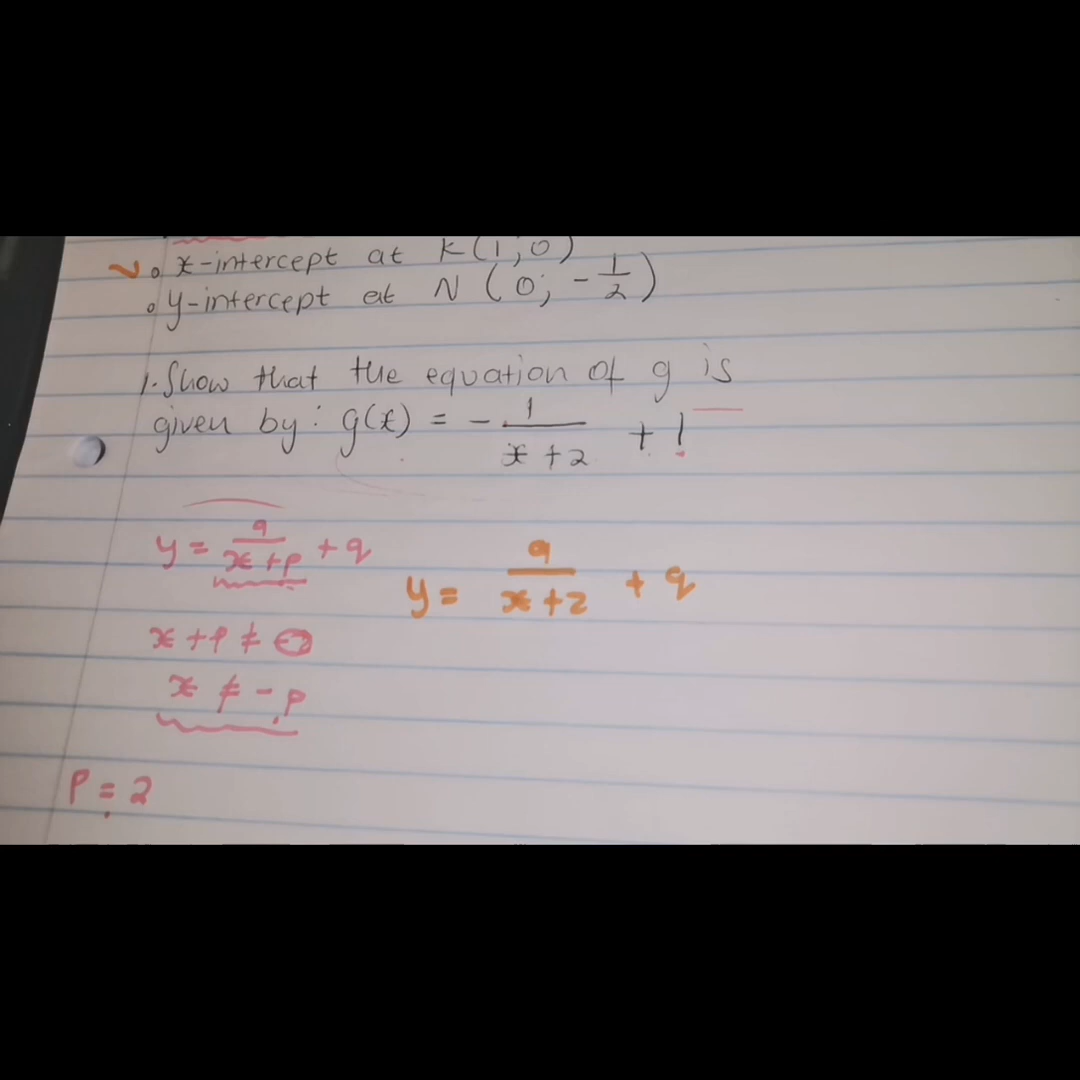 ∘ x-intercept at K(1;0)
∘ y-intercept at N (0; -1/2)
1. Show that the equation of g is
given by: g(x) = - 1/(x+2) + 1
y = a/(x+p) + q
y = a/(x+2) + q
x + p ≠ 0
x ≠ -p
P = 2